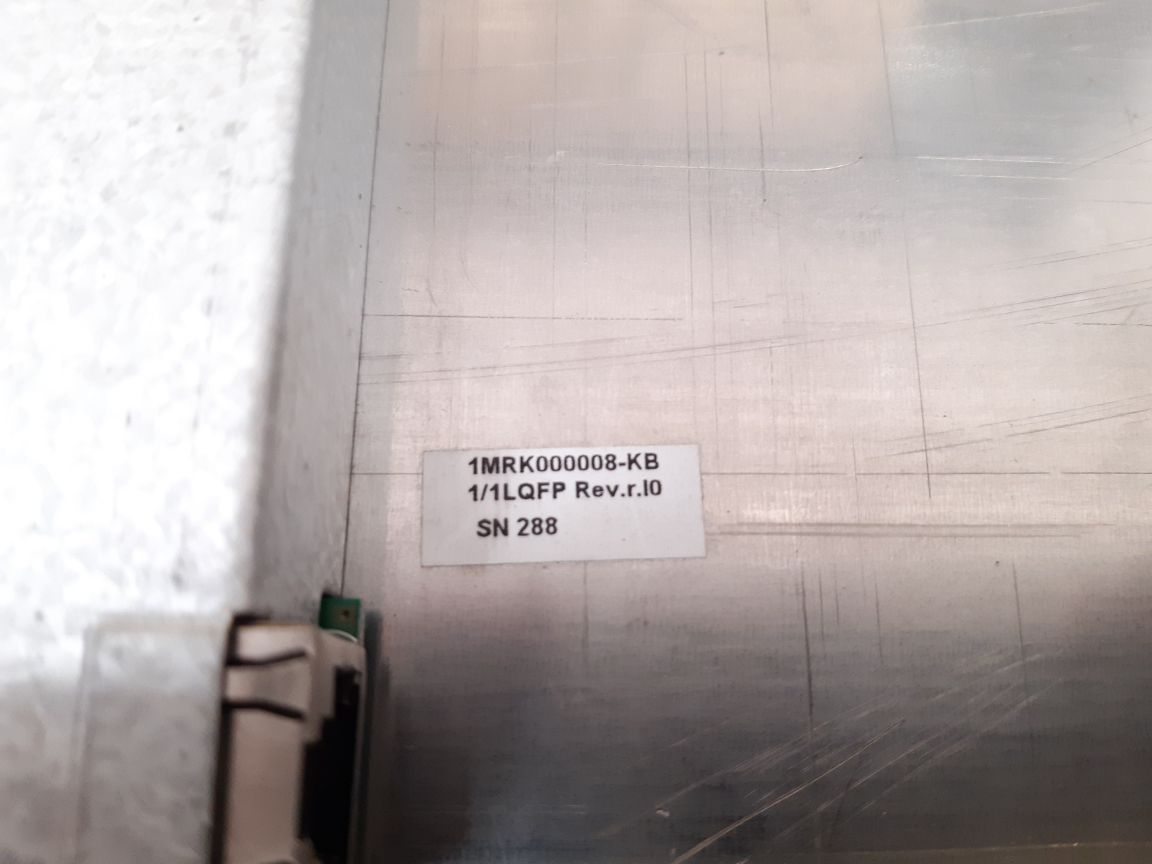 1MRK000008-KB
1/1LQFP Rev.r.I0
SN 288